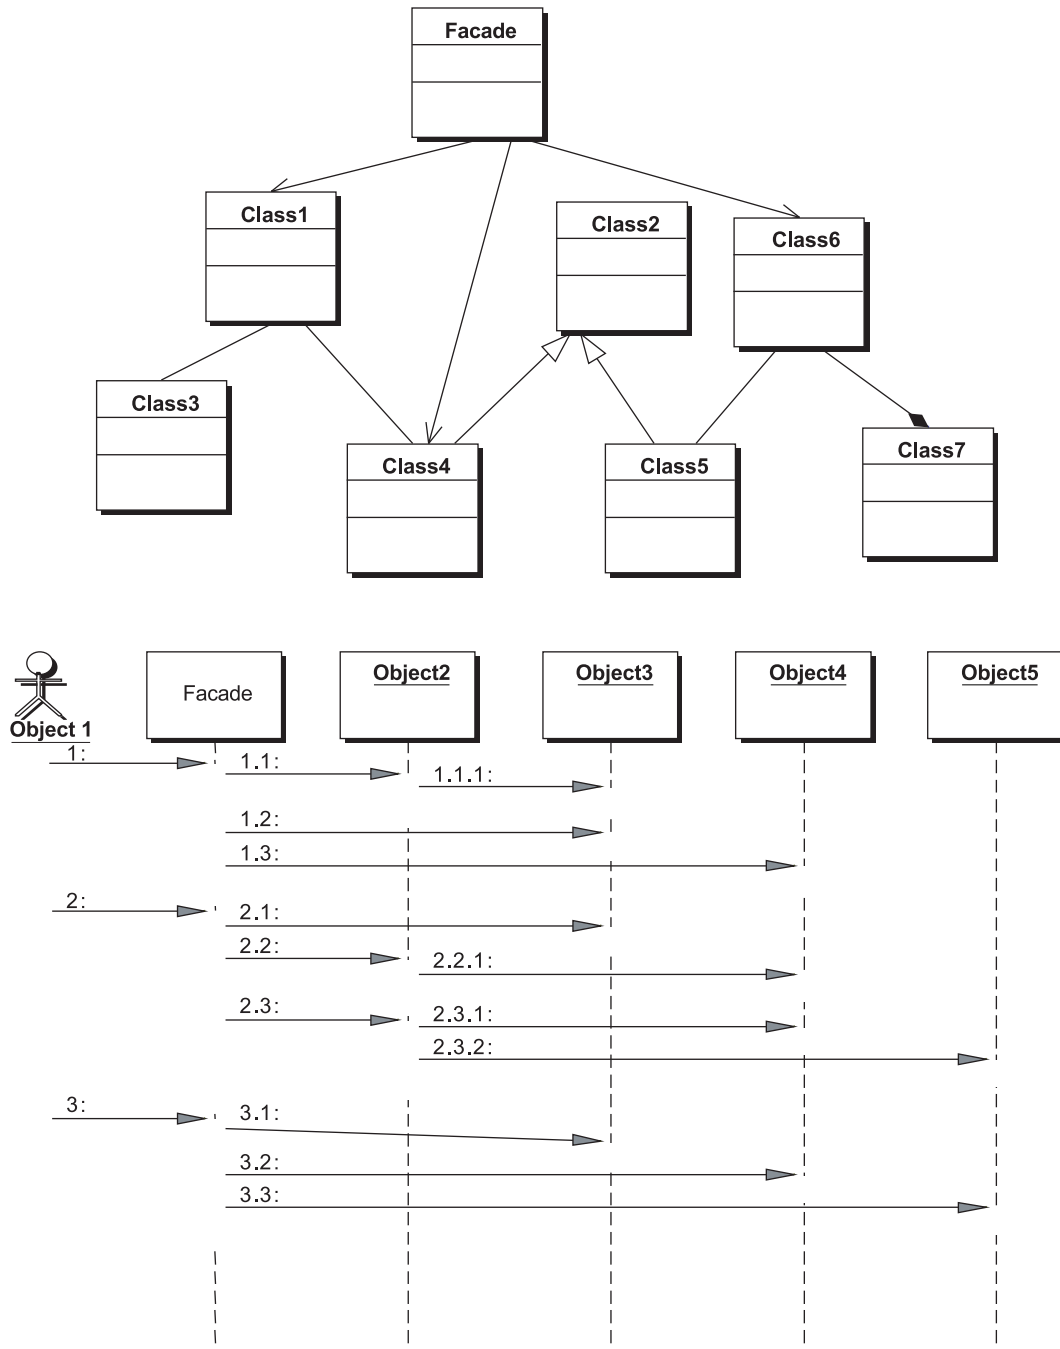 Facade
Class1
Class2
Class6
Class3
Class4
Class5
Class7
Object 1
Facade
Object2
Object3
Object4
Object5
1:
1.1:
1.1.1:
1.2:
1.3:
2:
2.1:
2.2:
2.2.1:
2.3:
2.3.1:
2.3.2:
3:
3.1:
3.2:
3.3: